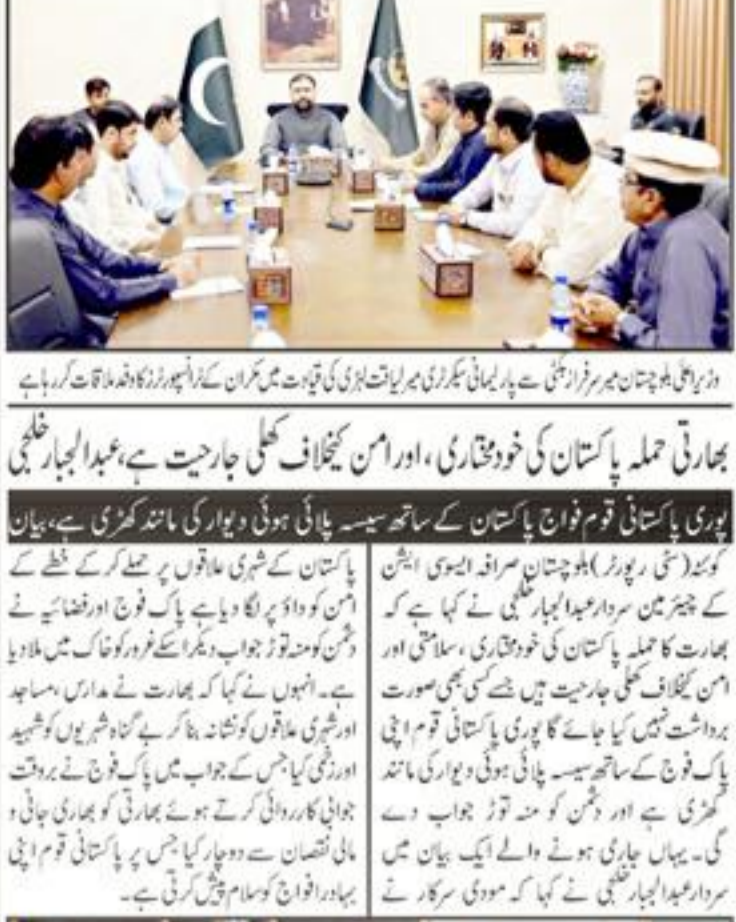 وزیراعلیٰ بلوچستان میر سرفراز بگٹی سے پارلیمانی سیکرٹری میر لیاقت لہڑی کی قیادت میں مکران کے ٹرانسپورٹرز کا وفد ملاقات کر رہا ہے
بھارتی حملہ پاکستان کی خودمختاری، اور امن کیخلاف کھلی جارحیت ہے، عبدالجبار خلجی
پوری پاکستانی قوم فواج پاکستان کے ساتھ سیسہ پلائی ہوئی دیوار کی مانند کھڑی ہے، بیان
کوئٹہ (سٹی رپورٹر) بلوچستان صرافہ ایسوسی ایشن
کے چیئرمین سردار عبدالجبار خلجی نے کہا ہے کہ
بھارت کا حملہ پاکستان کی خودمختاری، سلامتی اور
امن کیخلاف کھلی جارحیت ہیں جسے کسی بھی صورت
برداشت نہیں کیا جائے گا پوری پاکستانی قوم اپنی
پاک فوج کے ساتھ سیسہ پلائی ہوئی دیوار کی مانند
کھڑی ہے اور دشمن کو منہ توڑ جواب دے
گی۔ یہاں جاری ہونے والے ایک بیان میں
سردار عبدالجبار خلجی نے کہا کہ مودی سرکار نے
پاکستان کے شہری علاقوں پر حملے کرکے خطے کے
امن کو داؤ پر لگا دیا ہے پاک فوج اور فضائیہ نے
دشمن کو منہ توڑ جواب دیکر اسکے غرور کو خاک میں ملا دیا
ہے۔ انہوں نے کہا کہ بھارت نے مدارس، مساجد
اور شہری علاقوں کو نشانہ بنا کر بے گناہ شہریوں کو شہید
اور زخمی کیا جس کے جواب میں پاک فوج نے بروقت
جوابی کارروائی کرتے ہوئے بھارتی کو بھاری جانی و
مالی نقصان سے دوچار کیا جس پر پاکستانی قوم اپنی
بہادر افواج کو سلام پیش کرتی ہے۔